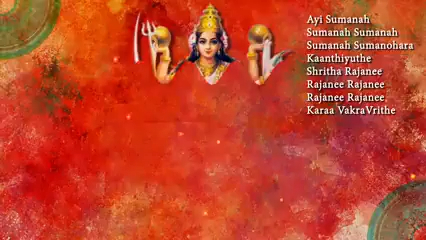 Ayi Sumanah
Sumanah Sumanah
Sumanah Sumanohara
Kaanthiyuthe
Shritha Rajanee
Rajanee Rajanee
Rajanee Rajanee
Karaa VakraVrithe